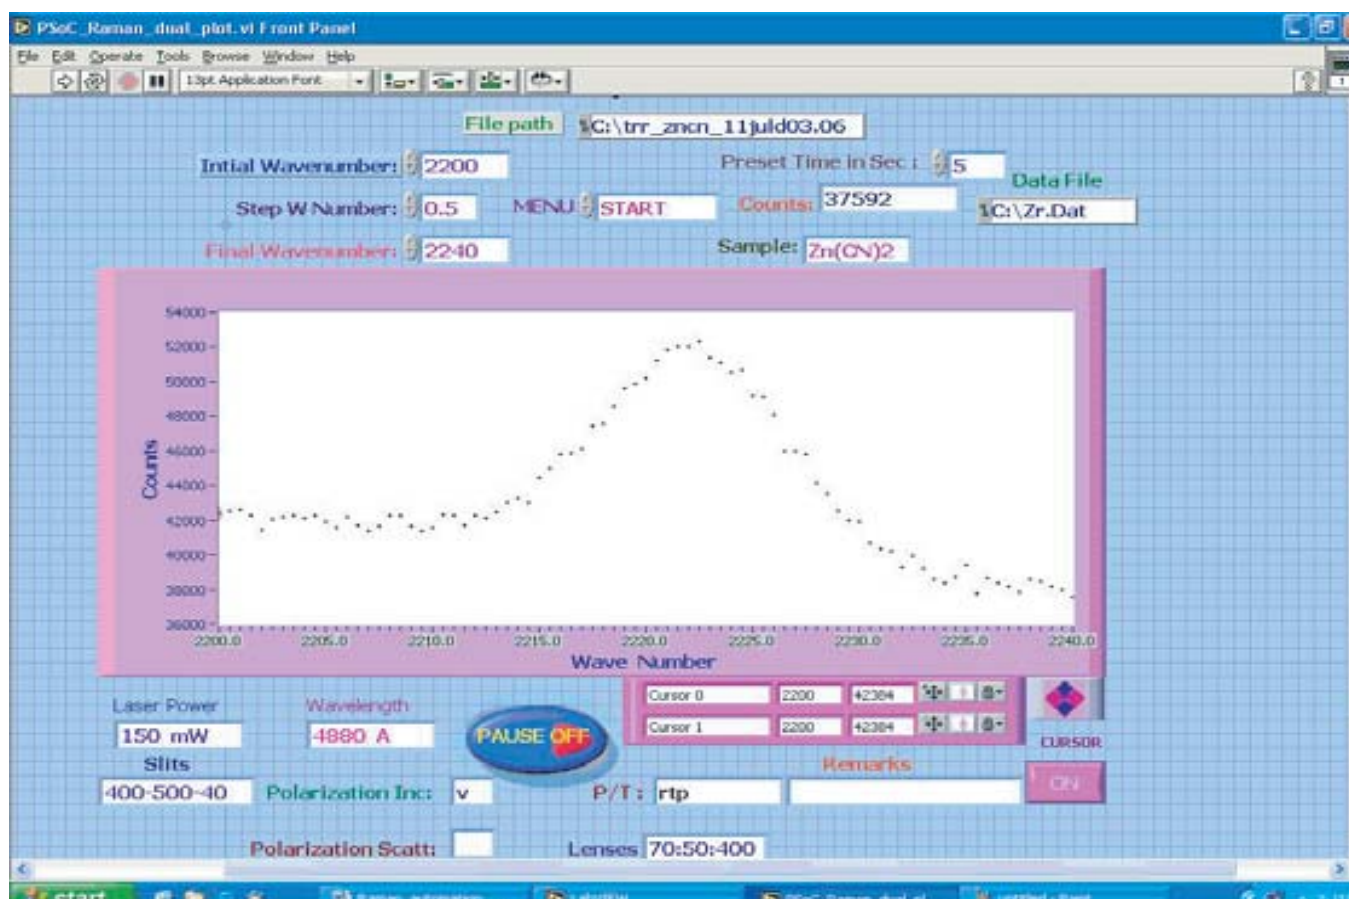 PSoC_Raman_dual_plot.vi Front Panel
File Edit Operate Tools Browse Window Help
13pt Application Font
1
File path C:\trr_zncn_11juld03.06
Intial Wavenumber: 2200 Preset Time in Sec : 5
Data File
Step W Number: 0.5 MENU START Counts: 37592 C:\Zr.Dat
Final Wavenumber: 2240 Sample: Zn(CN)2
54000
52000
50000
48000
46000
44000
42000
40000
38000
36000
Counts
2200.0 2205.0 2210.0 2215.0 2220.0 2225.0 2230.0 2235.0 2240.0
Wave Number
Cursor 0 2200 42384
Laser Power Wavelength
150 mW 4880 A PAUSE OFF Cursor 1 2200 42384
CURSOR
Slits Remarks
400-500-40 Polarization Inc: v P/T : rtp ON
Polarization Scatt: Lenses 70:50:400
start